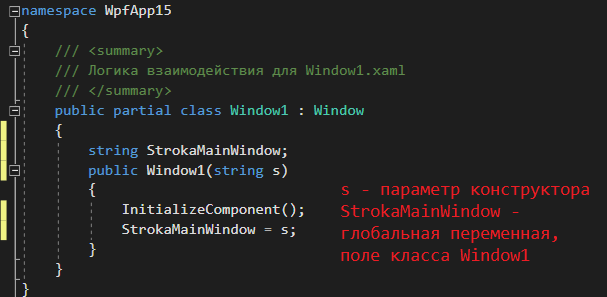 namespace WpfApp15
{
/// <summary>
/// Логика взаимодействия для Window1.xaml
/// </summary>
public partial class Window1 : Window
{
string StrokaMainWindow;
public Window1(string s)
{
InitializeComponent();
StrokaMainWindow = s;
}
}
}
s - параметр конструктора
StrokaMainWindow -
глобальная переменная,
поле класса Window1